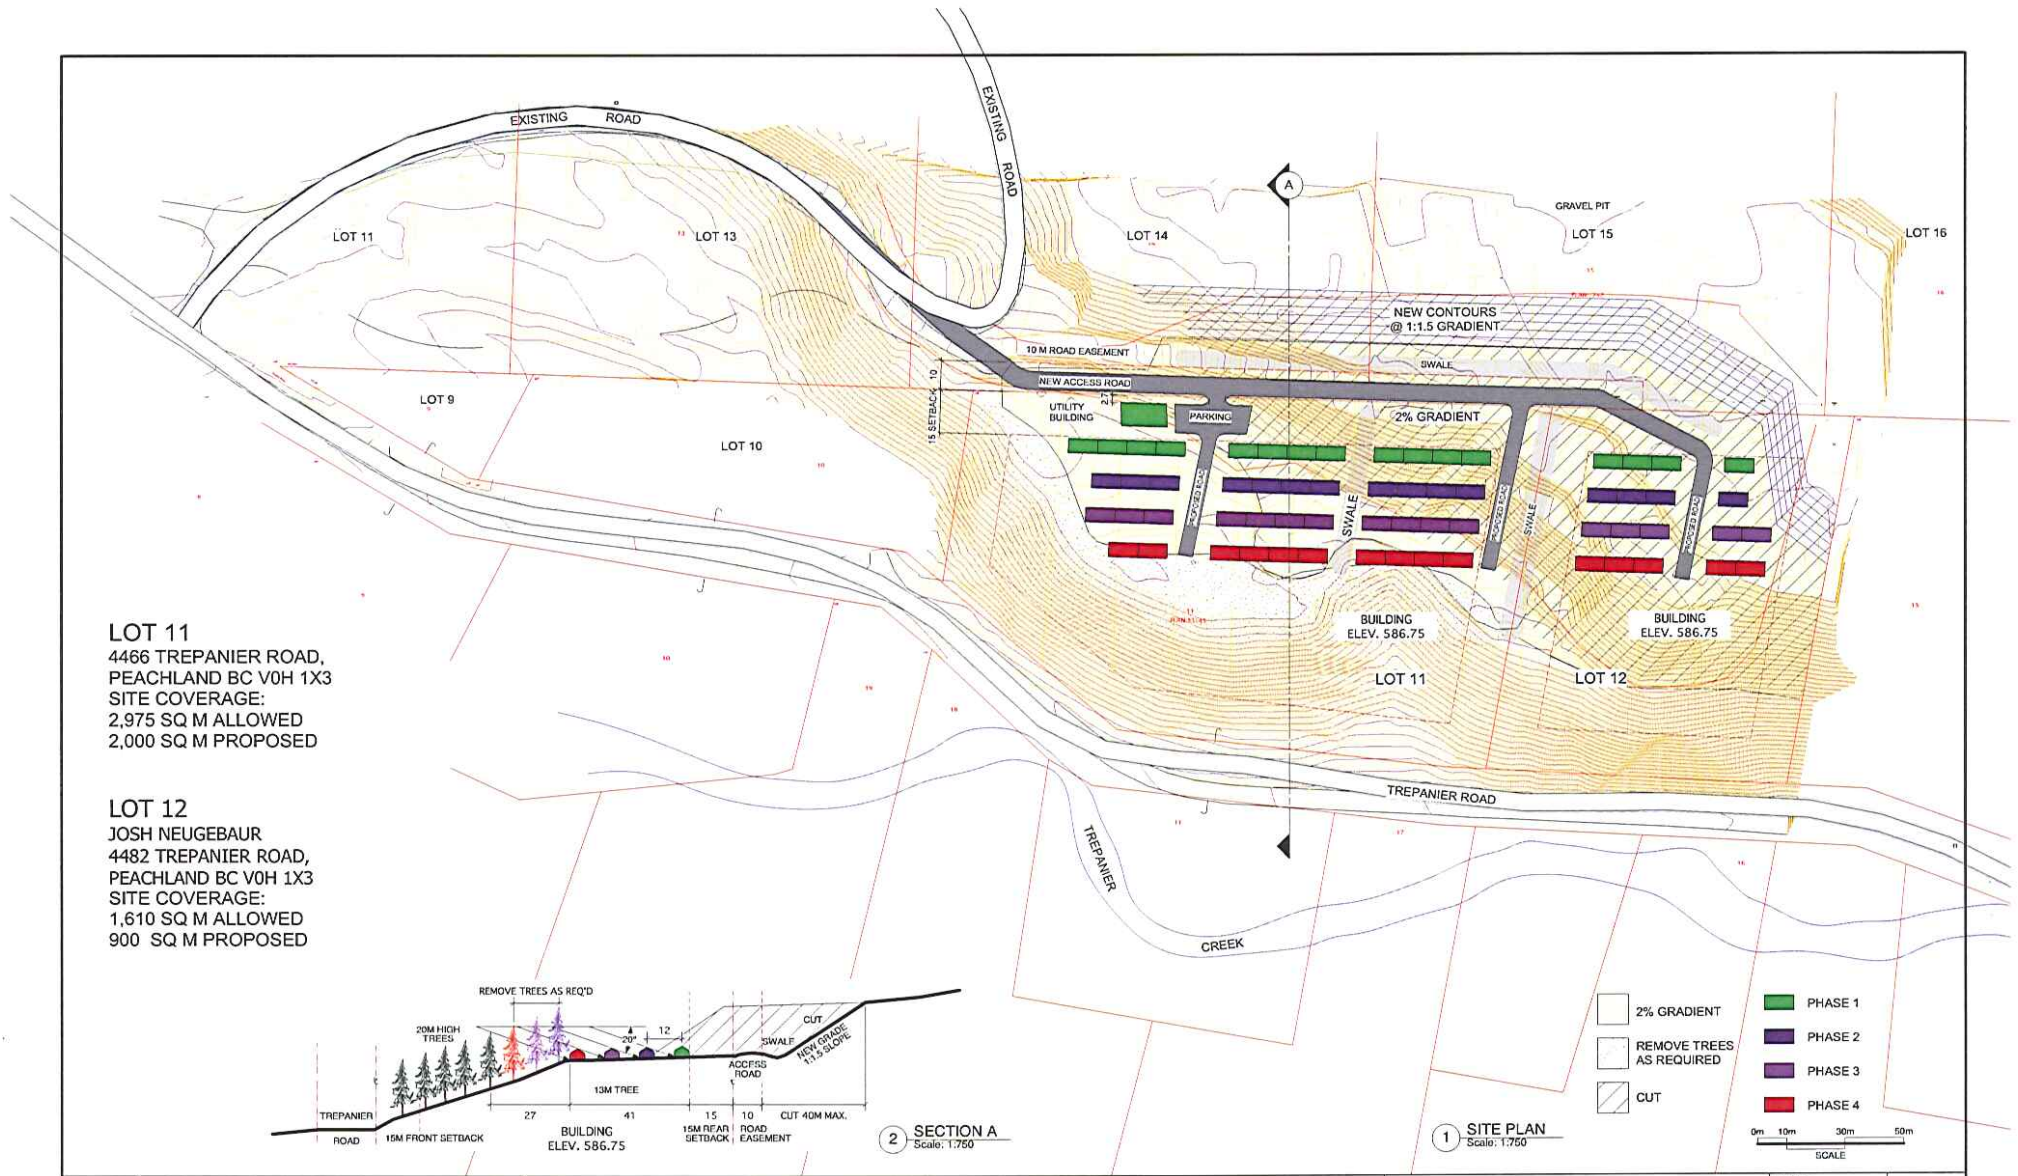 EXISTING ROAD
EXISTING ROAD
A
GRAVEL PIT
LOT 11
LOT 13
LOT 14
LOT 15
LOT 16
NEW CONTOURS
@ 1:1.5 GRADIENT
10 M ROAD EASEMENT
SWALE
NEW ACCESS ROAD
10
15 SETBACK
UTILITY
BUILDING
PARKING
2% GRADIENT
LOT 9
LOT 10
PROPOSED ROAD
SWALE
PROPOSED ROAD
SWALE
PROPOSED ROAD
BUILDING
ELEV. 586.75
BUILDING
ELEV. 586.75
LOT 11
LOT 12
TREPANIER ROAD
TREPANIER
CREEK
LOT 11
4466 TREPANIER ROAD,
PEACHLAND BC V0H 1X3
SITE COVERAGE:
2,975 SQ M ALLOWED
2,000 SQ M PROPOSED
LOT 12
JOSH NEUGEBAUR
4482 TREPANIER ROAD,
PEACHLAND BC V0H 1X3
SITE COVERAGE:
1,610 SQ M ALLOWED
900 SQ M PROPOSED
REMOVE TREES AS REQ'D
20M HIGH
TREES
20°
12
CUT
SWALE
NEW GRADE
1:1.5 SLOPE
ACCESS
ROAD
13M TREE
TREPANIER
ROAD
15M FRONT SETBACK
27
41
15
10
CUT 40M MAX.
BUILDING
ELEV. 586.75
15M REAR
SETBACK
ROAD
EASEMENT
2 SECTION A
Scale: 1:750
1 SITE PLAN
Scale: 1:750
2% GRADIENT
REMOVE TREES
AS REQUIRED
CUT
PHASE 1
PHASE 2
PHASE 3
PHASE 4
0m 10m 30m 50m
SCALE